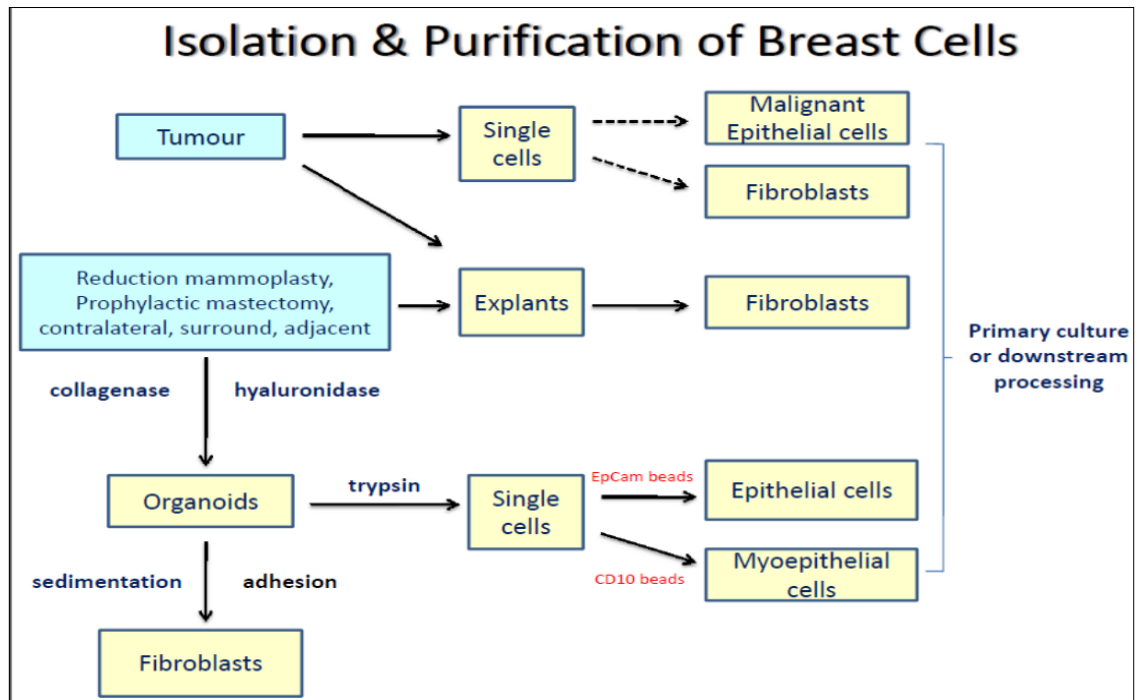 Isolation & Purification of Breast Cells
Tumour
Single
cells
Malignant
Epithelial cells
Fibroblasts
Reduction mammoplasty,
Prophylactic mastectomy,
contralateral, surround, adjacent
Explants
Fibroblasts
Primary culture
or downstream
processing
collagenase
hyaluronidase
Organoids
trypsin
Single
cells
EpCam beads
Epithelial cells
CD10 beads
Myoepithelial
cells
sedimentation
adhesion
Fibroblasts